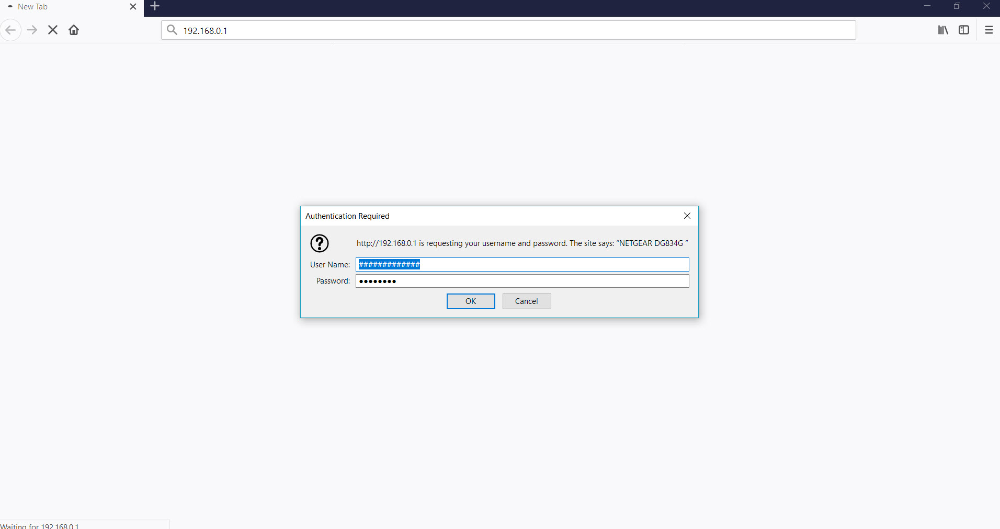 New Tab
192.168.0.1
Authentication Required
http://192.168.0.1 is requesting your username and password. The site says: “NETGEAR DG834G ”
User Name: #############
Password: ●●●●●●●●
OK Cancel
Waiting for 192.168.0.1